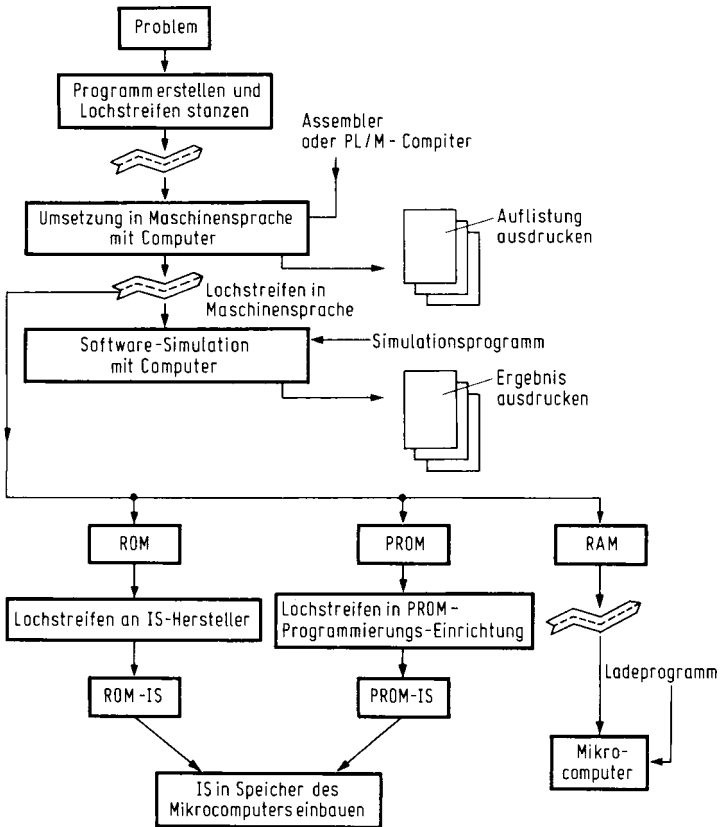 Problem
Programm erstellen und
Lochstreifen stanzen
Assembler
oder PL/M-Compiter
Umsetzung in Maschinensprache
mit Computer
Auflistung
ausdrucken
Lochstreifen in
Maschinensprache
Software-Simulation
mit Computer
Simulationsprogramm
Ergebnis
ausdrucken
ROM
PROM
RAM
Lochstreifen an IS-Hersteller
Lochstreifen in PROM-
Programmierungs-Einrichtung
ROM-IS
PROM-IS
Ladeprogramm
Mikro-
computer
IS in Speicher des
Mikrocomputers einbauen